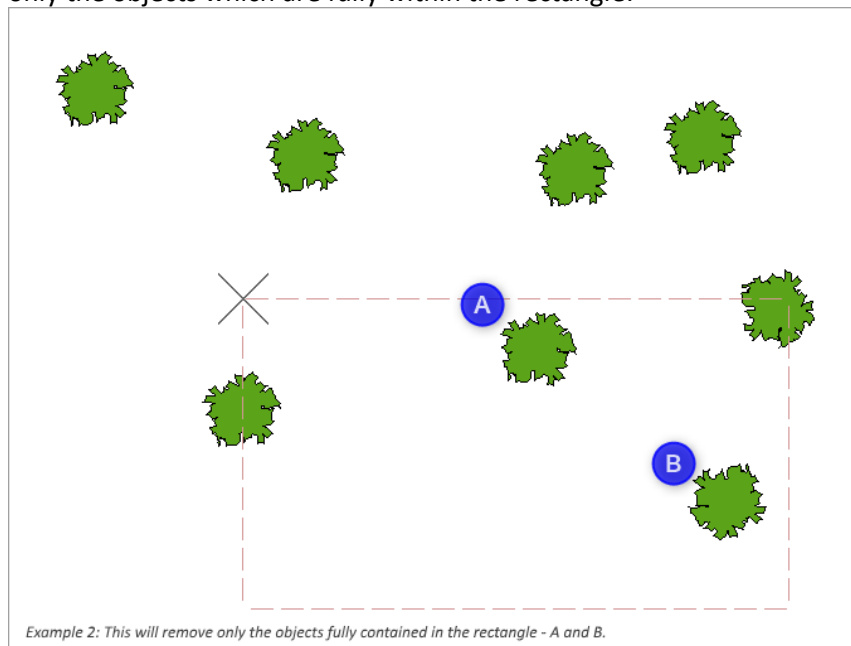 only the objects which are fully within the rectangle.
A
B
Example 2: This will remove only the objects fully contained in the rectangle - A and B.